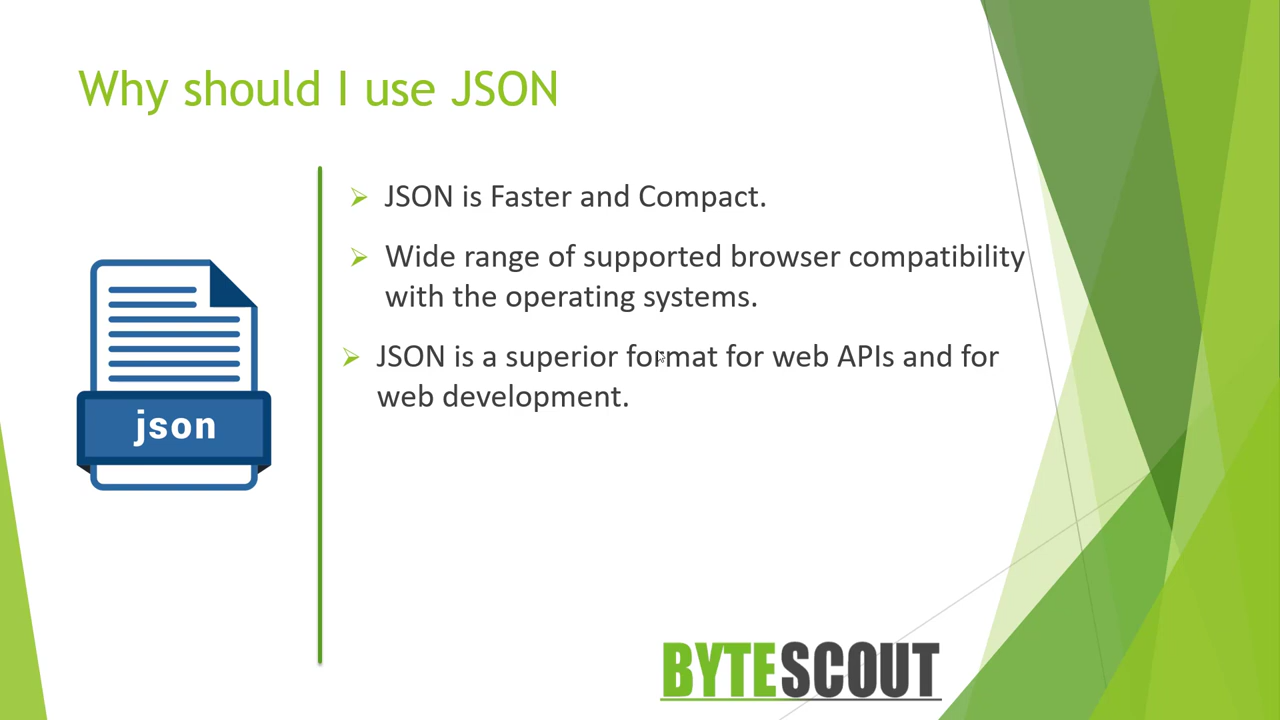 Why should I use JSON
JSON is Faster and Compact.
Wide range of supported browser compatibility
with the operating systems.
JSON is a superior format for web APIs and for
web development.
json
BYTESCOUT